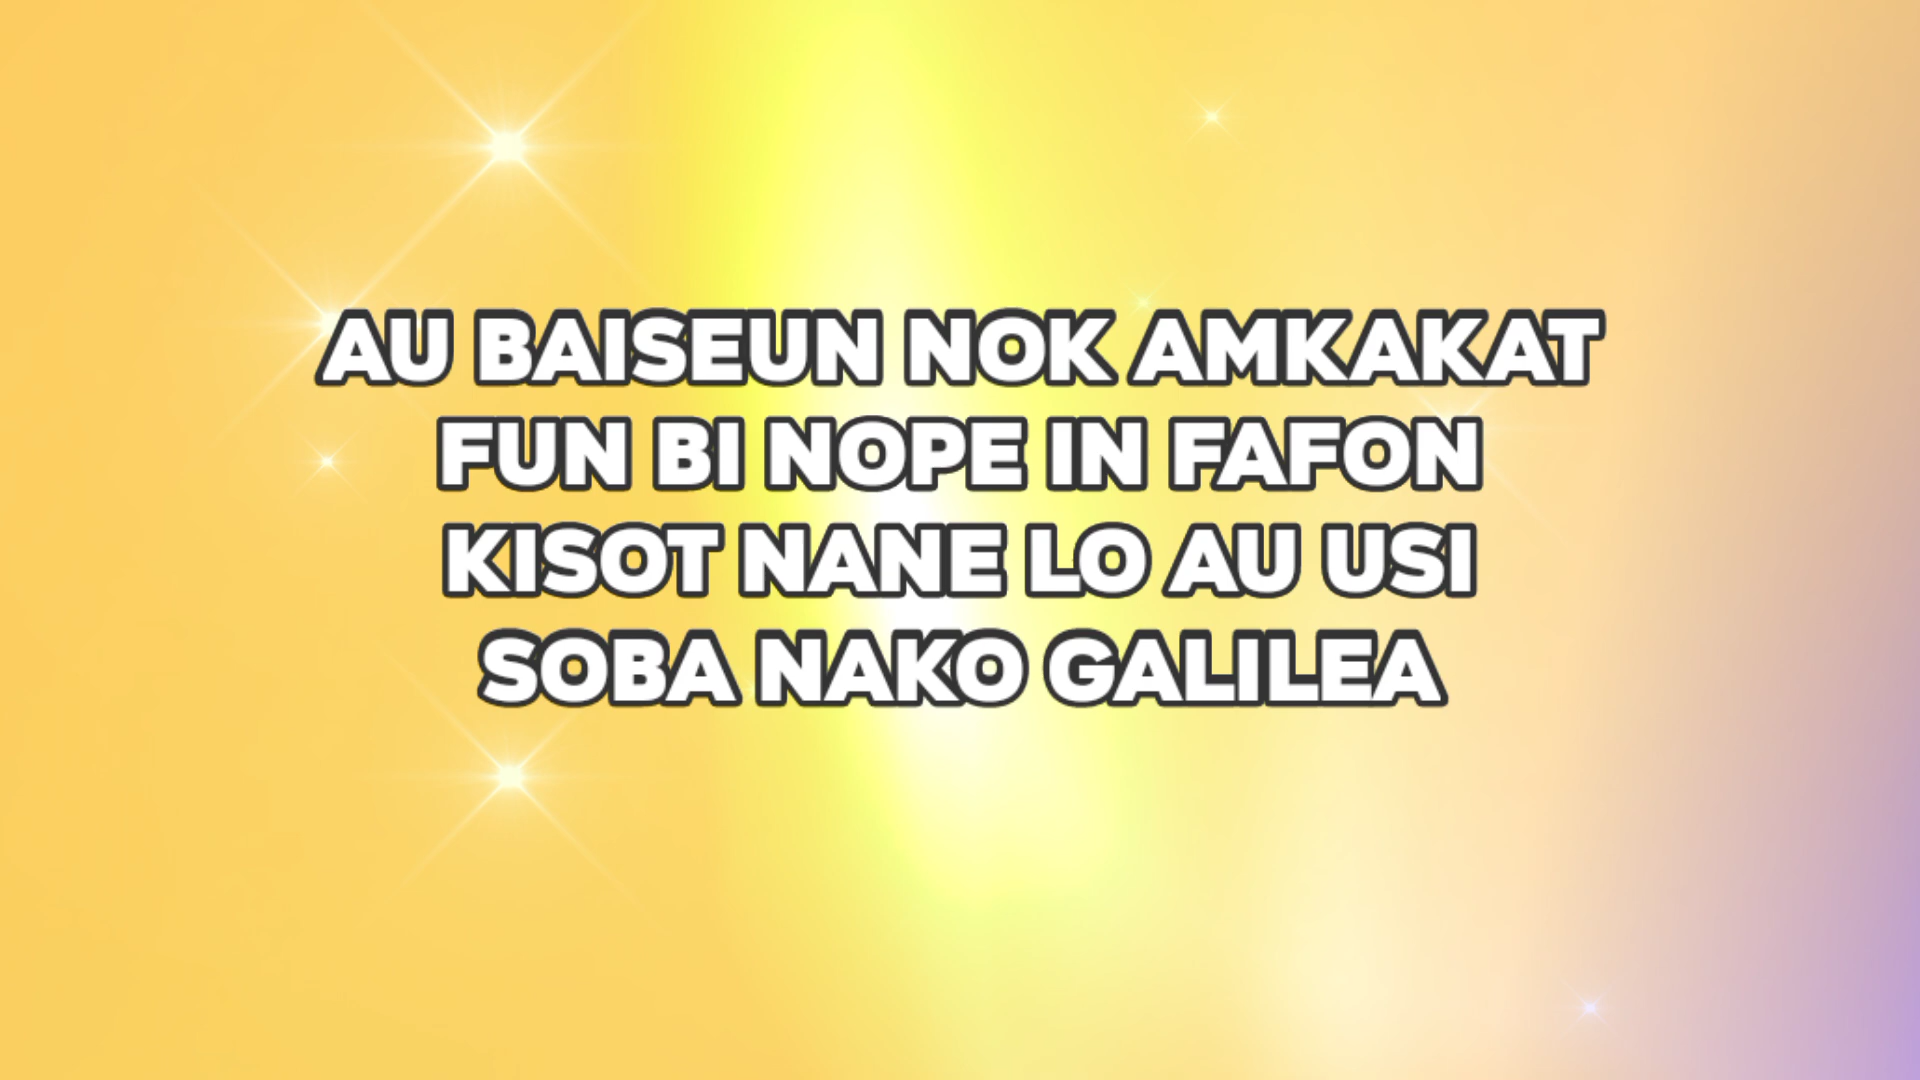 AU BAISEUN NOK AMKAKAT
FUN BI NOPE IN FAFON
KISOT NANE LO AU USI
SOBA NAKO GALILEA